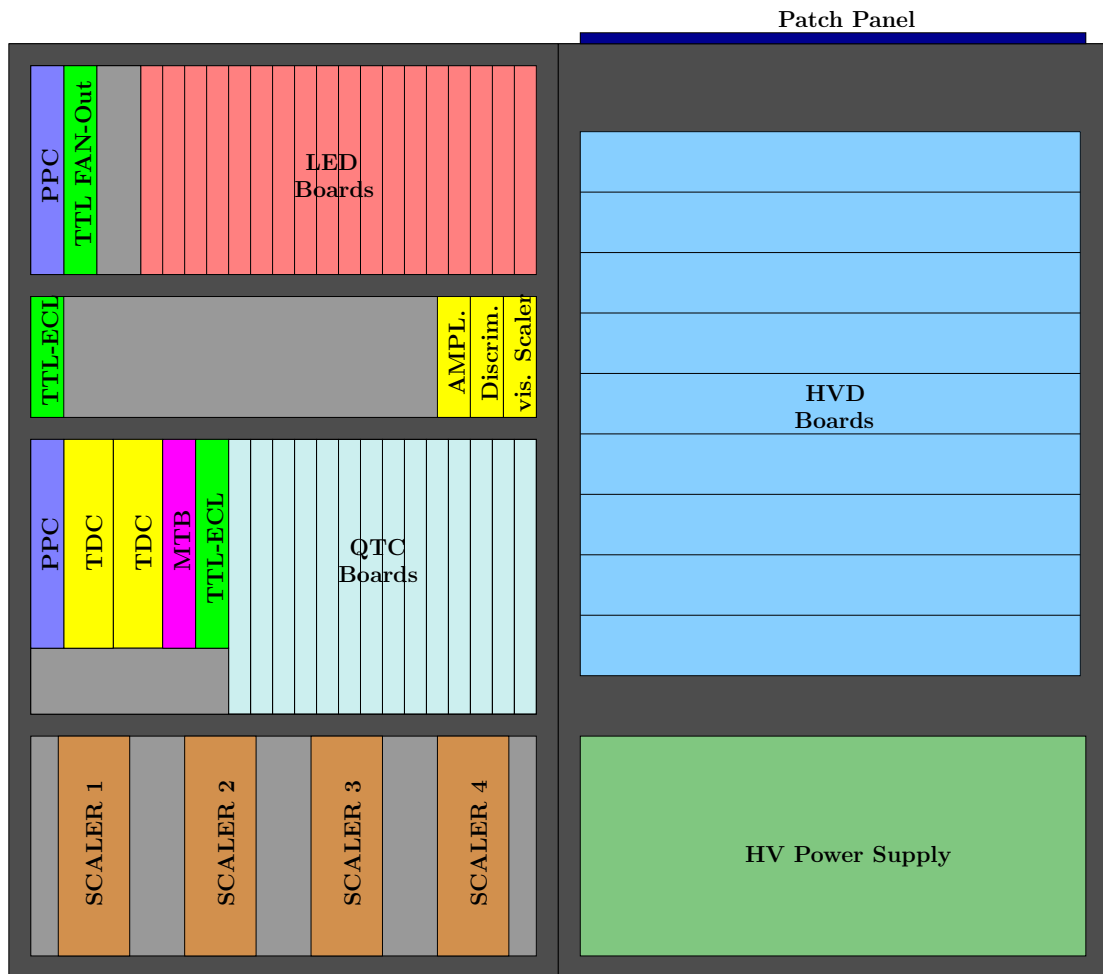 Patch Panel
PPC
TTL FAN-Out
LED
Boards
TTL-ECL
AMPL.
Discrim.
vis. Scaler
HVD
Boards
PPC
TDC
TDC
MTB
TTL-ECL
QTC
Boards
SCALER 1
SCALER 2
SCALER 3
SCALER 4
HV Power Supply